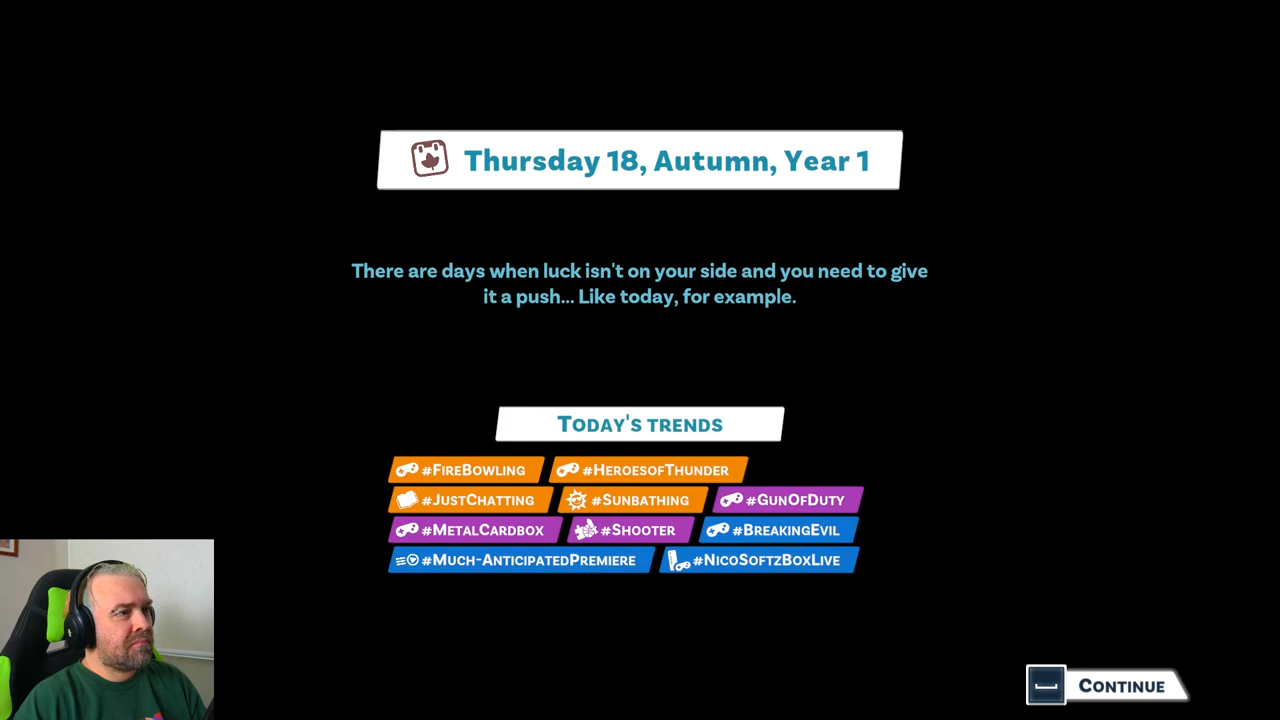 Thursday 18, Autumn, Year 1
There are days when luck isn't on your side and you need to give
it a push... Like today, for example.
Today's trends
#FireBowling #HeroesofThunder
#JustChatting #Sunbathing #GunOfDuty
#MetalCardbox #Shooter #BreakingEvil
#Much-AnticipatedPremiere #NicoSoftzBoxLive
Continue